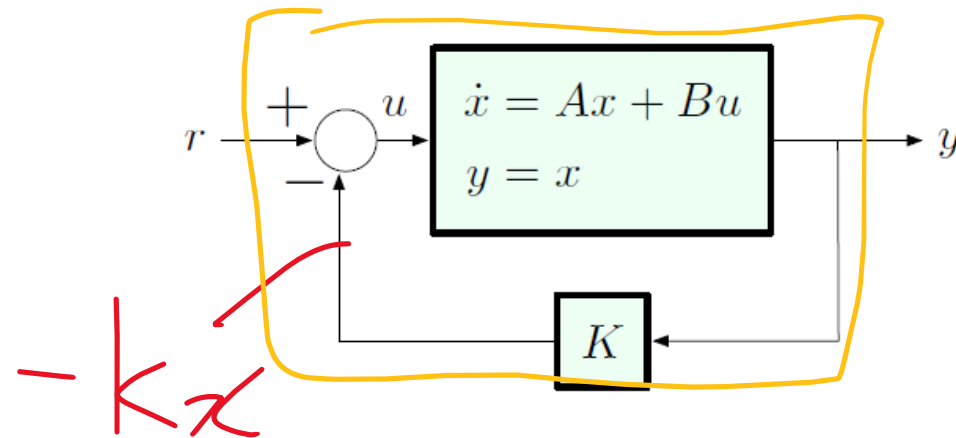 +
r
u
ẋ = Ax + Bu
y
−
y = x
K
−kx